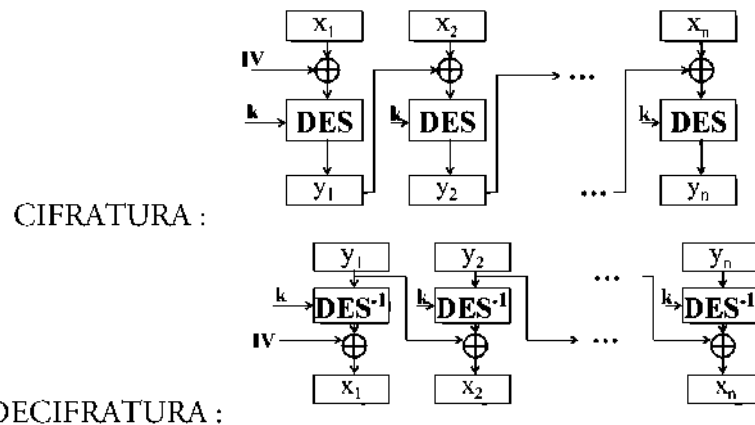 x₁ x₂ xₙ
IV ...
k DES k DES k DES
y₁ y₂ ... yₙ
CIFRATURA :
y₁ y₂ ... yₙ
k DES⁻¹ k DES⁻¹ k DES⁻¹
IV ...
x₁ x₂ xₙ
DECIFRATURA :